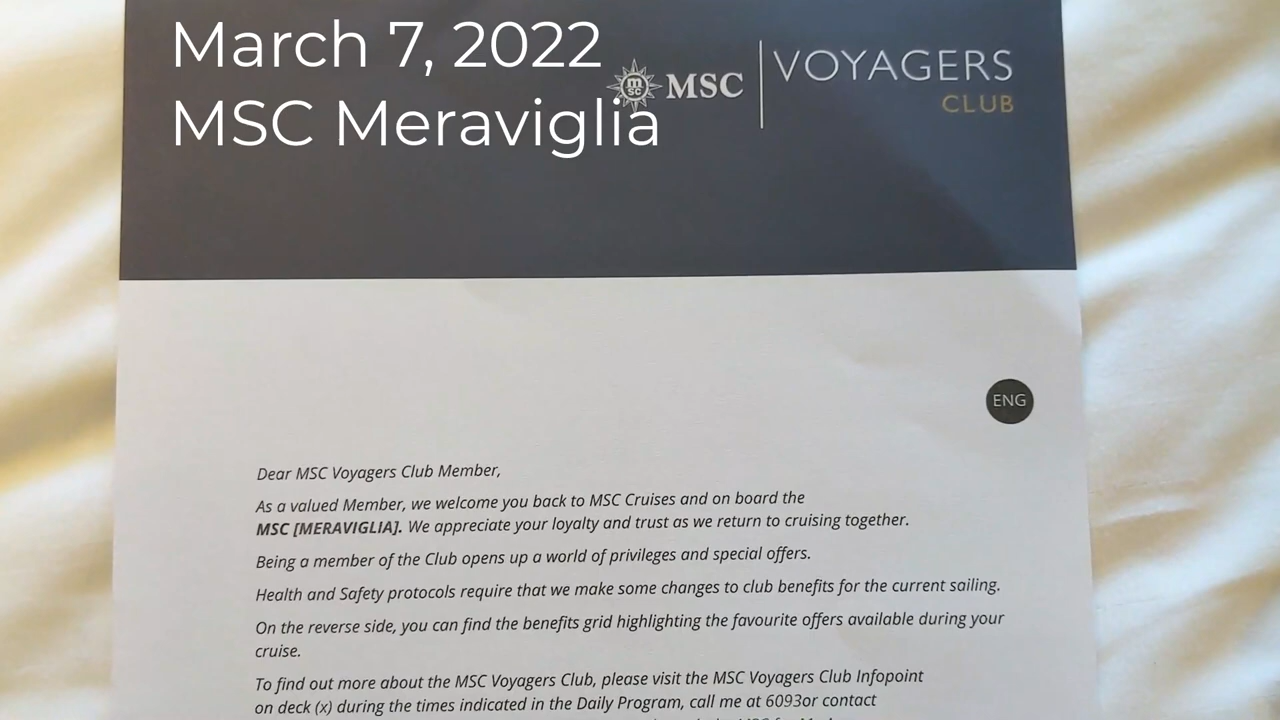 March 7, 2022
MSC Meraviglia
msc MSC VOYAGERS
CLUB
ENG
Dear MSC Voyagers Club Member,
As a valued Member, we welcome you back to MSC Cruises and on board the
MSC [MERAVIGLIA]. We appreciate your loyalty and trust as we return to cruising together.
Being a member of the Club opens up a world of privileges and special offers.
Health and Safety protocols require that we make some changes to club benefits for the current sailing.
On the reverse side, you can find the benefits grid highlighting the favourite offers available during your
cruise.
To find out more about the MSC Voyagers Club, please visit the MSC Voyagers Club Infopoint
on deck (x) during the times indicated in the Daily Program, call me at 6093or contact